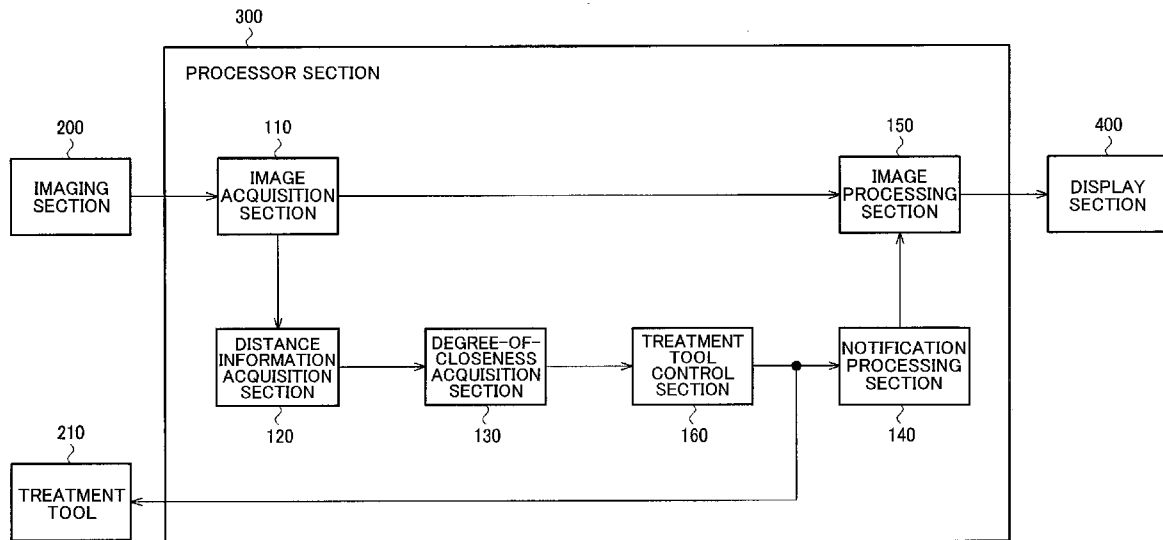 300
PROCESSOR SECTION
200
110
150
400
IMAGING
SECTION
IMAGE
ACQUISITION
SECTION
IMAGE
PROCESSING
SECTION
DISPLAY
SECTION
DISTANCE
INFORMATION
ACQUISITION
SECTION
DEGREE-OF-
CLOSENESS
ACQUISITION
SECTION
TREATMENT
TOOL
CONTROL
SECTION
NOTIFICATION
PROCESSING
SECTION
120
130
160
140
210
TREATMENT
TOOL